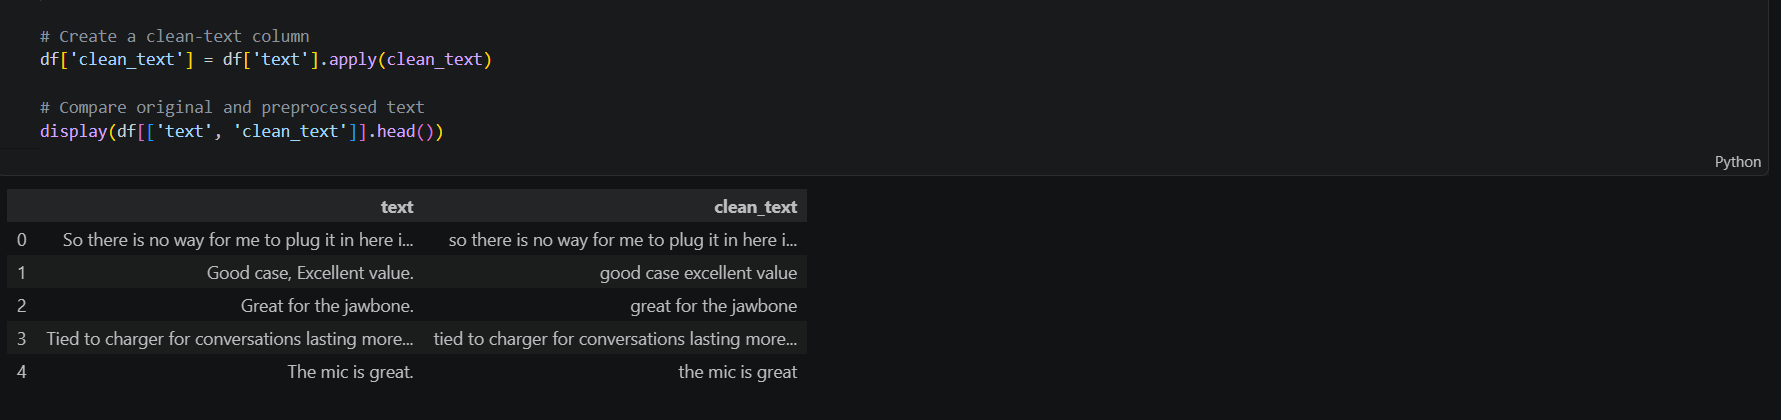 # Create a clean-text column
df['clean_text'] = df['text'].apply(clean_text)
# Compare original and preprocessed text
display(df[['text', 'clean_text']].head())
Python
text clean_text
0 So there is no way for me to plug it in here i... so there is no way for me to plug it in here i...
1 Good case, Excellent value. good case excellent value
2 Great for the jawbone. great for the jawbone
3 Tied to charger for conversations lasting more... tied to charger for conversations lasting more...
4 The mic is great. the mic is great